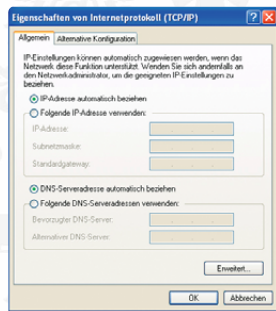 Eigenschaften von Internetprotokoll (TCP/IP)
Allgemein Alternative Konfiguration
IP-Einstellungen können automatisch zugewiesen werden, wenn das
Netzwerk diese Funktion unterstützt. Wenden Sie sich andernfalls an
den Netzwerkadministrator, um die geeigneten IP-Einstellungen zu
beziehen.
IP-Adresse automatisch beziehen
Folgende IP-Adresse verwenden:
IP-Adresse:
Subnetzmaske:
Standardgateway:
DNS-Serveradresse automatisch beziehen
Folgende DNS-Serveradressen verwenden:
Bevorzugter DNS-Server:
Alternativer DNS-Server:
Erweitert...
OK Abbrechen